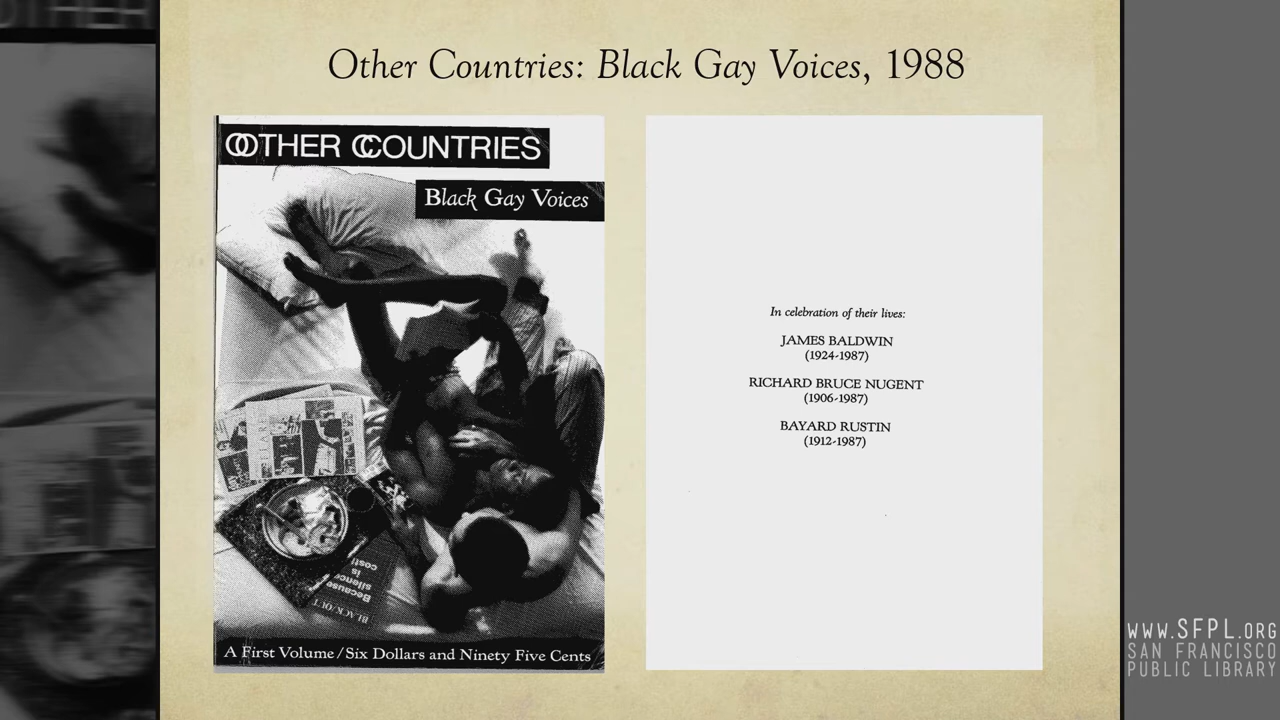 Other Countries: Black Gay Voices, 1988
OTHER COUNTRIES
Black Gay Voices
BLACK/OUT
Because
silence
is
costly
A First Volume/Six Dollars and Ninety Five Cents
In celebration of their lives:
JAMES BALDWIN
(1924-1987)
RICHARD BRUCE NUGENT
(1906-1987)
BAYARD RUSTIN
(1912-1987)
WWW.SFPL.ORG
SAN FRANCISCO
PUBLIC LIBRARY